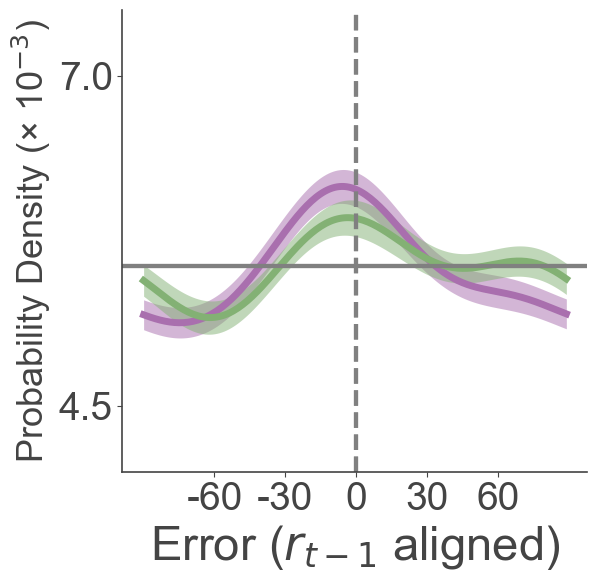 Probability Density (× 10⁻³)
7.0
4.5
-60 -30 0 30 60
Error (rₜ₋₁ aligned)